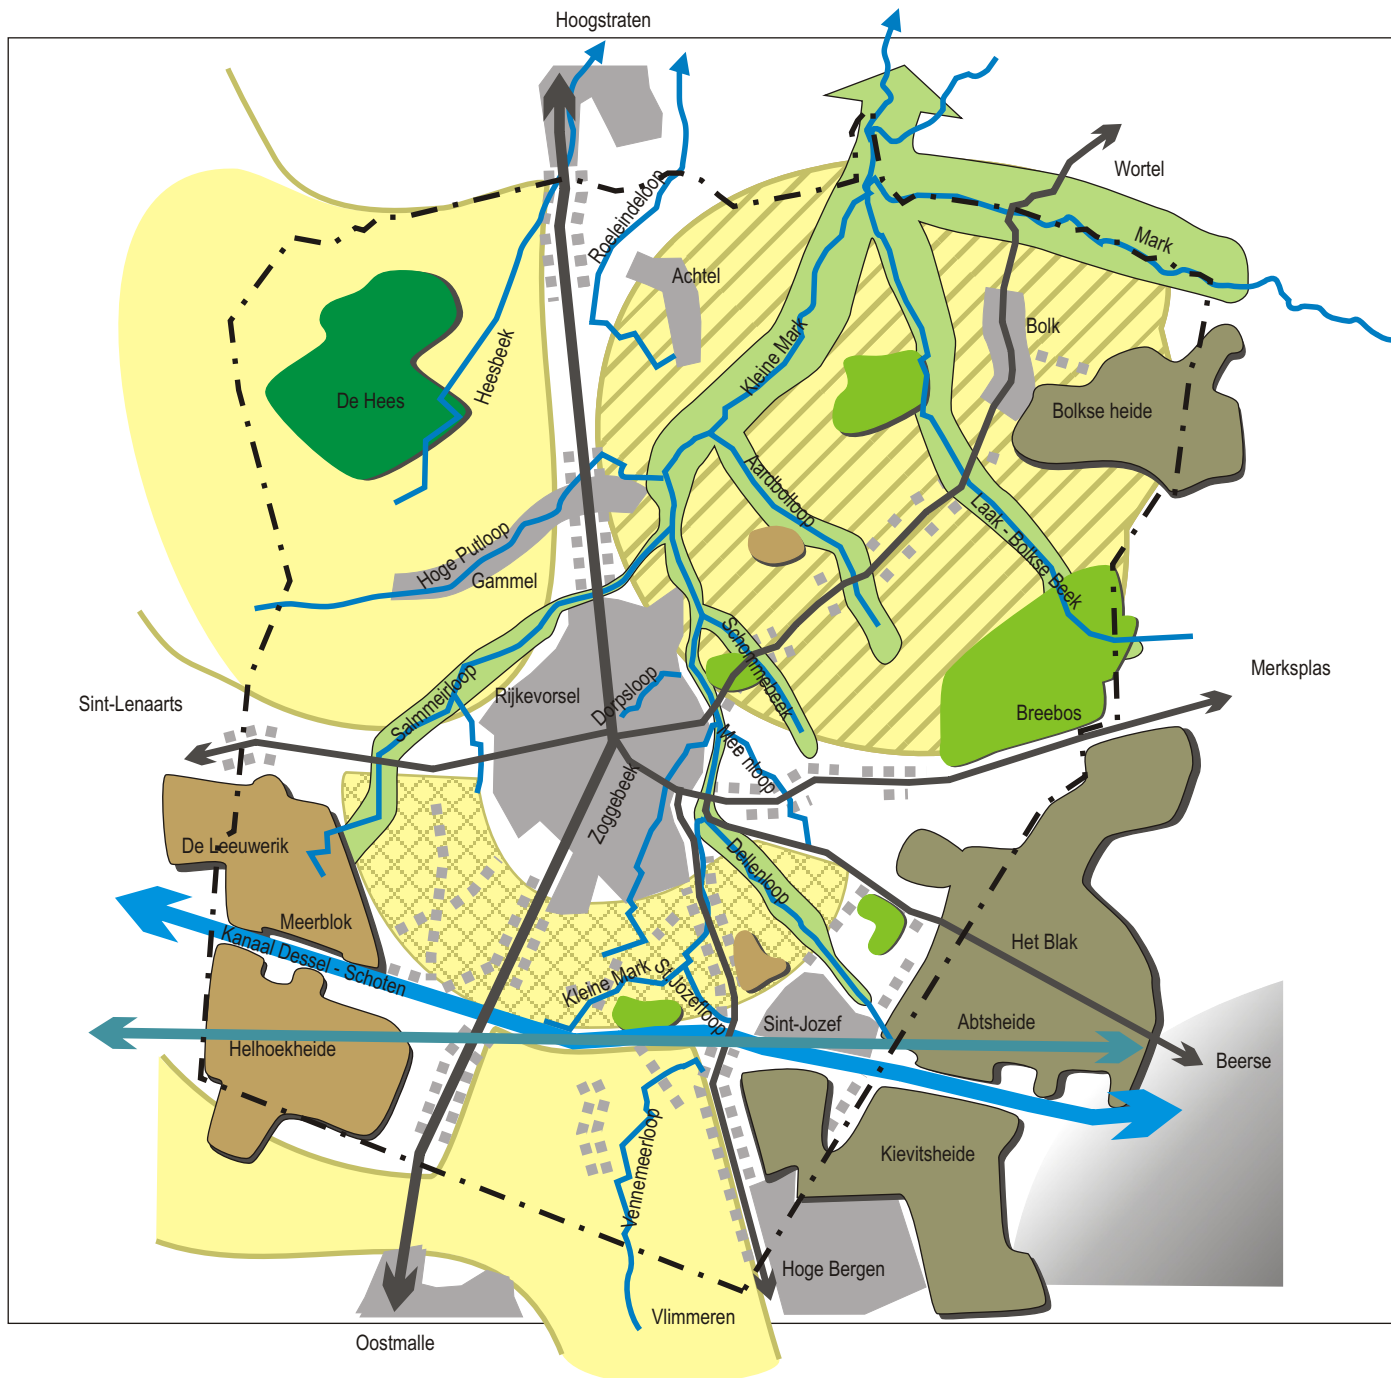 Hoogstraten
Wortel
Roeleindeloop
Mark
Achtel
Bolk
Kleine Mark
Heesbeek
De Hees
Bolkse heide
Aardbolloop
Laak - Bolkse Beek
Hoge Putloop
Gammel
Schommebeek
Merksplas
Salmmeirloop
Rijkevorsel
Dorpsloop
Sint-Lenaarts
Breebos
Mee nloop
Zoggebeek
De Leeuwerik
Dellenloop
Meerblok
Het Blak
Kanaal Dessel - Schoten
Kleine Mark
St.Jozefloop
Sint-Jozef
Abtsheide
Helhoekheide
Beerse
Vennemeerloop
Kievitsheide
Hoge Bergen
Vlimmeren
Oostmalle